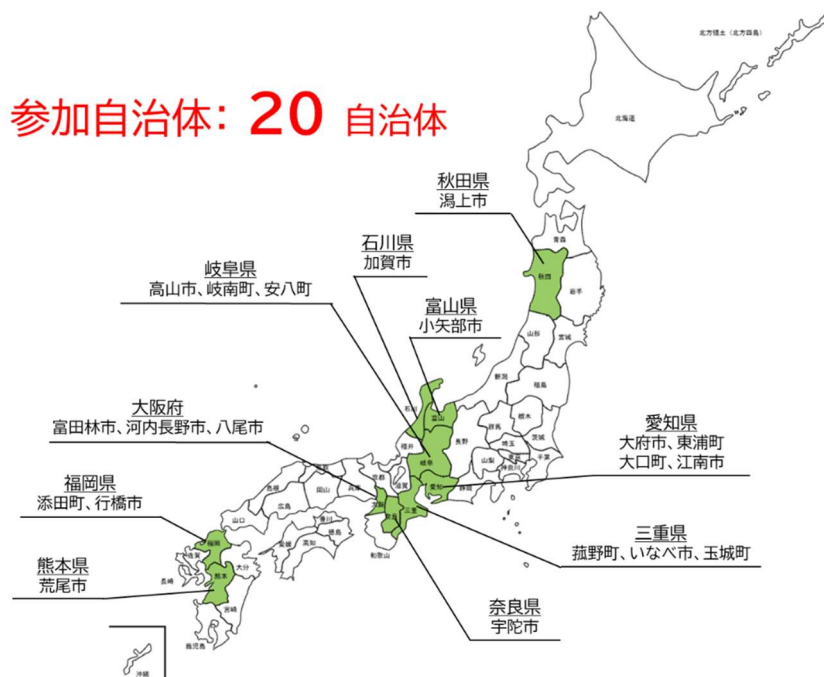 北方領土(北方四島)
参加自治体: 20 自治体
北海道
秋田県
潟上市
石川県
加賀市
岐阜県
高山市、岐南町、安八町
富山県
小矢部市
大阪府
富田林市、河内長野市、八尾市
愛知県
大府市、東浦町
大口町、江南市
福岡県
添田町、行橋市
三重県
菰野町、いなべ市、玉城町
熊本県
荒尾市
奈良県
宇陀市
青森
秋田
岩手
山形
宮城
新潟
福島
石川
富山
群馬
栃木
長野
埼玉
茨城
福井
岐阜
山梨
神奈川
千葉
愛知
静岡
京都
滋賀
兵庫
三重
島根
岡山
広島
山口
香川
徳島
愛媛
高知
和歌山
福岡
佐賀
大分
長崎
熊本
宮崎
鹿児島
沖縄